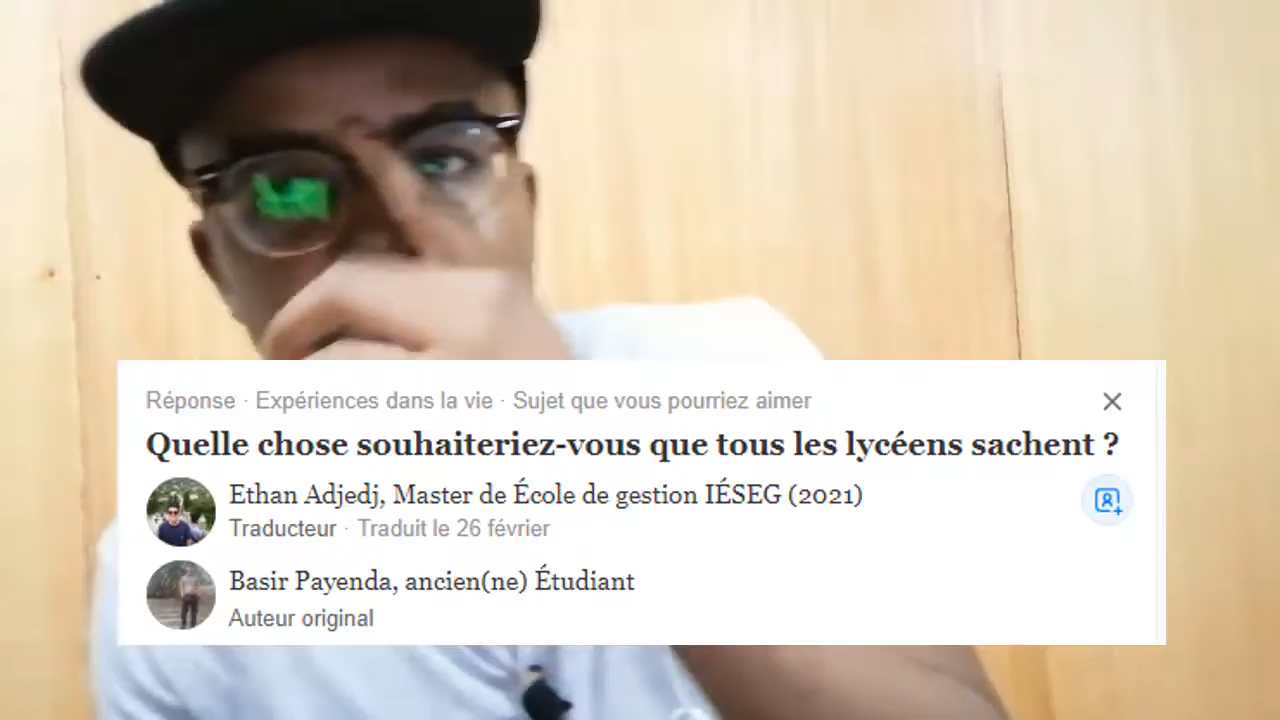 Réponse · Expériences dans la vie · Sujet que vous pourriez aimer
Quelle chose souhaiteriez-vous que tous les lycéens sachent ?
Ethan Adjedj, Master de École de gestion IÉSEG (2021)
Traducteur · Traduit le 26 février
Basir Payenda, ancien(ne) Étudiant
Auteur original